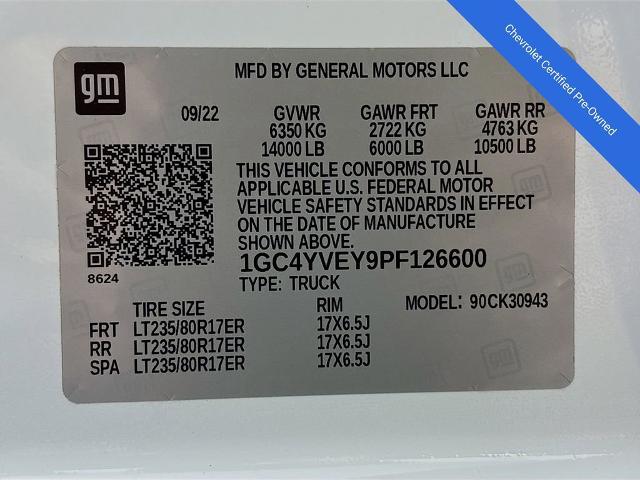 Chevrolet Certified Pre-Owned
gm
MFD BY GENERAL MOTORS LLC
09/22 GVWR GAWR FRT GAWR RR
6350 KG 2722 KG 4763 KG
14000 LB 6000 LB 10500 LB
THIS VEHICLE CONFORMS TO ALL
APPLICABLE U.S. FEDERAL MOTOR
VEHICLE SAFETY STANDARDS IN EFFECT
ON THE DATE OF MANUFACTURE
SHOWN ABOVE.
1GC4YVEY9PF126600
8624
TYPE: TRUCK
TIRE SIZE RIM MODEL: 90CK30943
FRT LT235/80R17ER 17X6.5J
RR LT235/80R17ER 17X6.5J
SPA LT235/80R17ER 17X6.5J